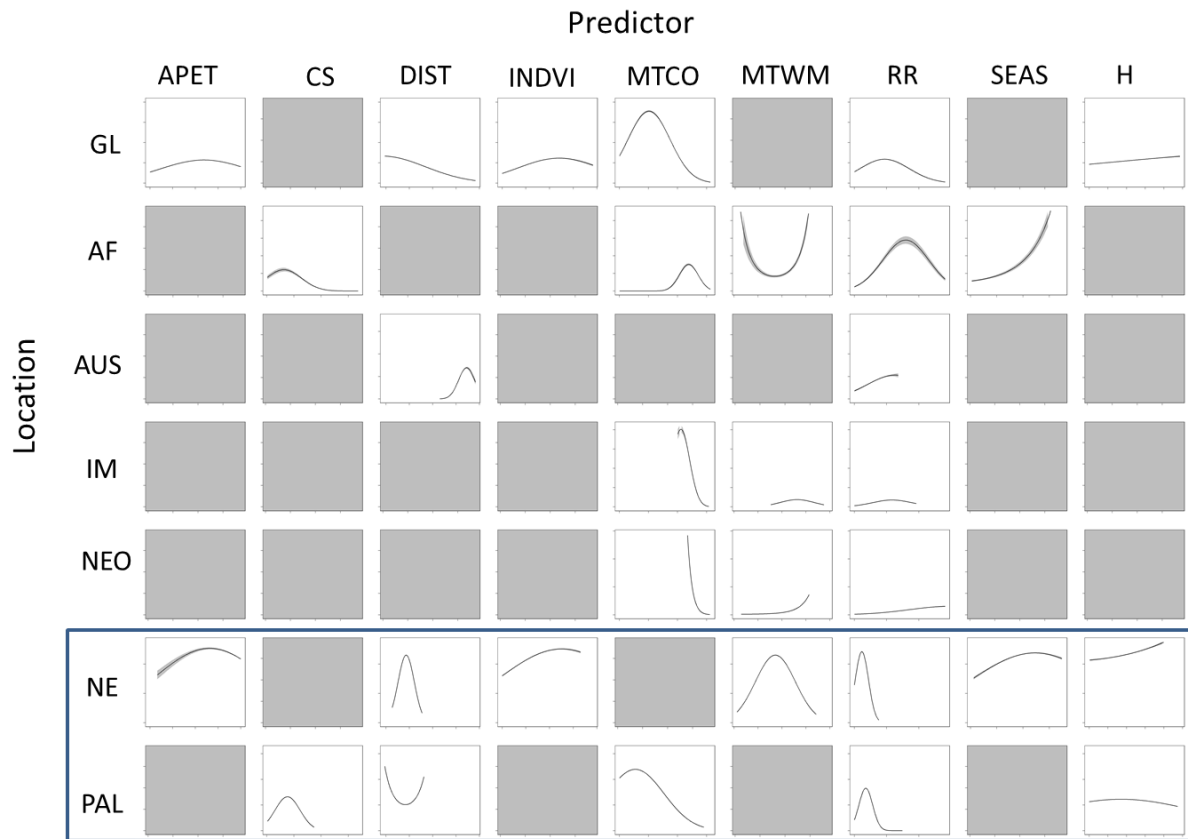 Predictor
APET CS DIST INDVI MTCO MTWM RR SEAS H
Location
GL
AF
AUS
IM
NEO
NE
PAL